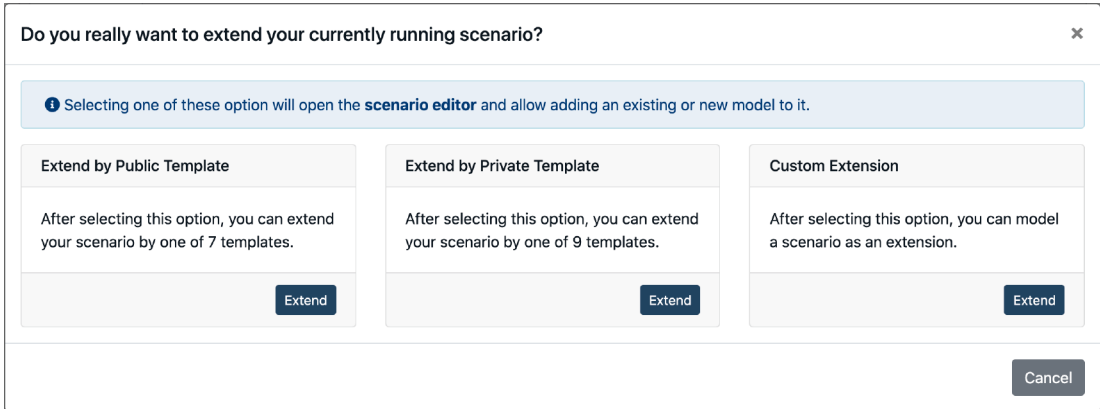 Do you really want to extend your currently running scenario?
Selecting one of these option will open the scenario editor and allow adding an existing or new model to it.
Extend by Public Template
After selecting this option, you can extend
your scenario by one of 7 templates.
Extend
Extend by Private Template
After selecting this option, you can extend
your scenario by one of 9 templates.
Extend
Custom Extension
After selecting this option, you can model
a scenario as an extension.
Extend
Cancel